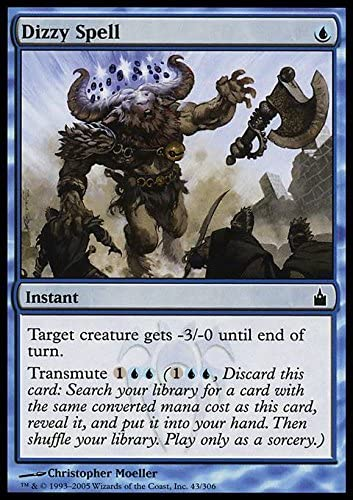 Dizzy Spell
Instant
Target creature gets -3/-0 until end of
turn.
Transmute 1 (1, Discard this
card: Search your library for a card with
the same converted mana cost as this card,
reveal it, and put it into your hand. Then
shuffle your library. Play only as a sorcery.)
Christopher Moeller
™ & © 1993–2005 Wizards of the Coast, Inc. 43/306